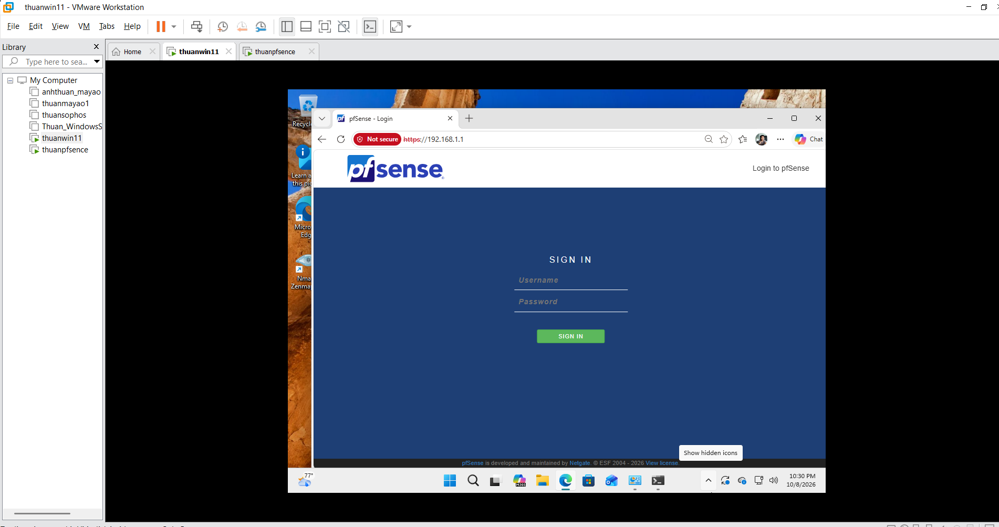 thuanwin11 - VMware Workstation
File Edit View VM Tabs Help
Library
Type here to sea...
My Computer
anhthuan_mayao
thuanmayao1
thuansophos
Thuan_WindowsS
thuanwin11
thuanpfsence
Home
thuanwin11
thuanpfsence
Recycl
Learn a
this pi
Micro
Edg
Nma
Zenma
pfSense - Login
Not secure https://192.168.1.1
Chat
pfsense
Login to pfSense
SIGN IN
Username
Password
SIGN IN
Show hidden icons
pfSense is developed and maintained by Netgate. © ESF 2004 - 2026 View license.
77°
M365
10:30 PM
10/8/2026